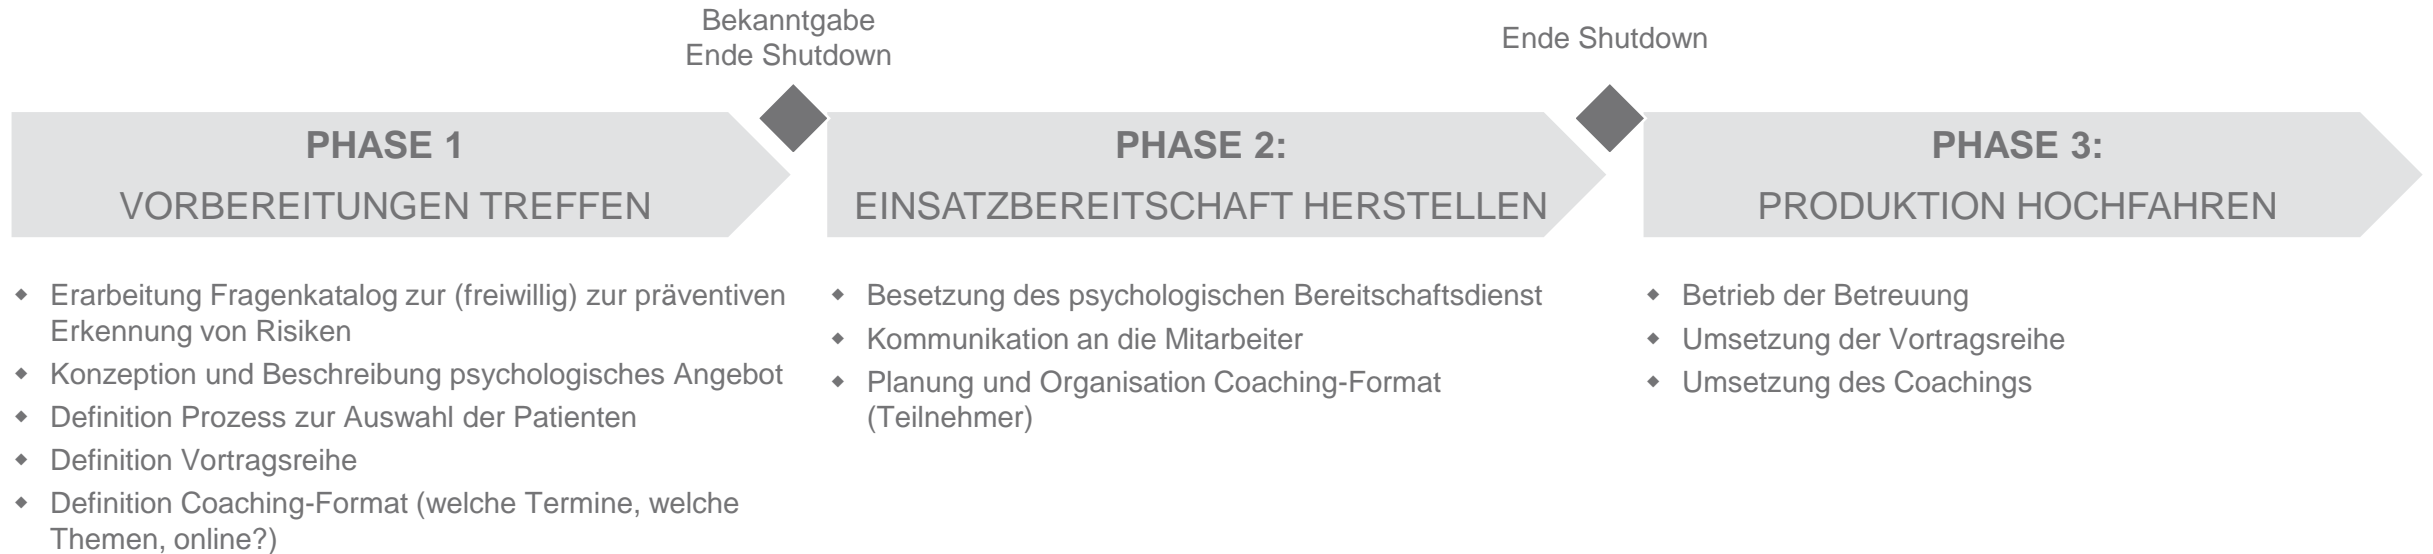 Bekanntgabe
Ende Shutdown
Ende Shutdown
PHASE 1
VORBEREITUNGEN TREFFEN
PHASE 2:
EINSATZBEREITSCHAFT HERSTELLEN
PHASE 3:
PRODUKTION HOCHFAHREN
Erarbeitung Fragenkatalog zur (freiwillig) zur präventiven
Erkennung von Risiken
Konzeption und Beschreibung psychologisches Angebot
Definition Prozess zur Auswahl der Patienten
Definition Vortragsreihe
Definition Coaching-Format (welche Termine, welche
Themen, online?)
Besetzung des psychologischen Bereitschaftsdienst
Kommunikation an die Mitarbeiter
Planung und Organisation Coaching-Format
(Teilnehmer)
Betrieb der Betreuung
Umsetzung der Vortragsreihe
Umsetzung des Coachings